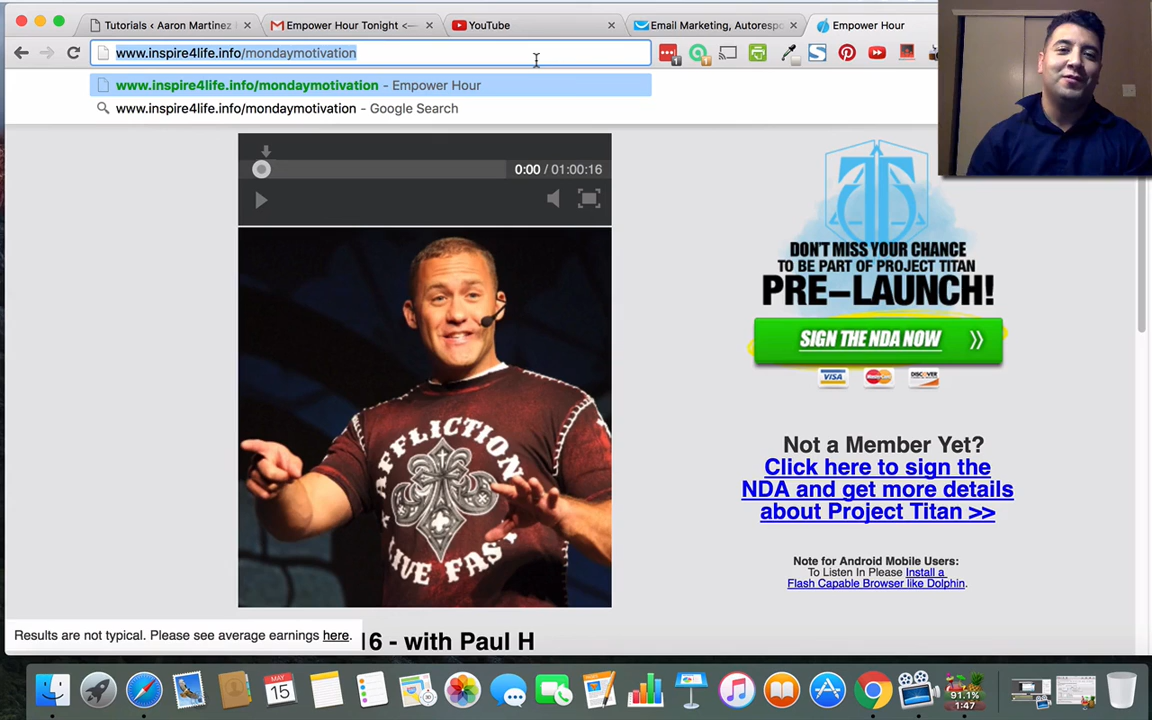 Tutorials ‹ Aaron Martinez
Empower Hour Tonight <—
YouTube
Email Marketing, Autorespo
Empower Hour
www.inspire4life.info/mondaymotivation
www.inspire4life.info/mondaymotivation - Empower Hour
www.inspire4life.info/mondaymotivation - Google Search
0:00 / 01:00:16
DON'T MISS YOUR CHANCE
TO BE PART OF PROJECT TITAN
PRE–LAUNCH!
SIGN THE NDA NOW
VISA
MasterCard
DISCOVER
AFFLICTION
LIVE FAST
Not a Member Yet?
Click here to sign the
NDA and get more details
about Project Titan >>
Note for Android Mobile Users:
To Listen In Please Install a
Flash Capable Browser like Dolphin.
Results are not typical. Please see average earnings here.
16 - with Paul H
MAY
15
91.1%
1:47